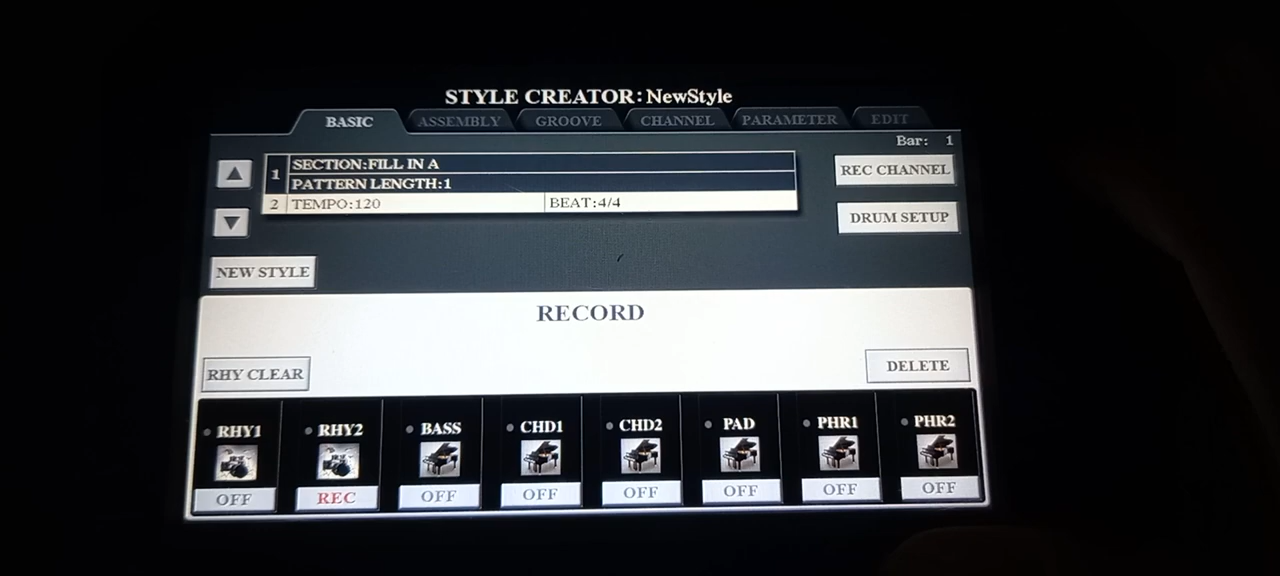 STYLE CREATOR:NewStyle
BASIC ASSEMBLY GROOVE CHANNEL PARAMETER EDIT
Bar: 1
1 SECTION:FILL IN A
PATTERN LENGTH:1
2 TEMPO:120 BEAT:4/4
REC CHANNEL
DRUM SETUP
NEW STYLE
RECORD
RHY CLEAR
DELETE
RHY1 RHY2 BASS CHD1 CHD2 PAD PHR1 PHR2
OFF REC OFF OFF OFF OFF OFF OFF